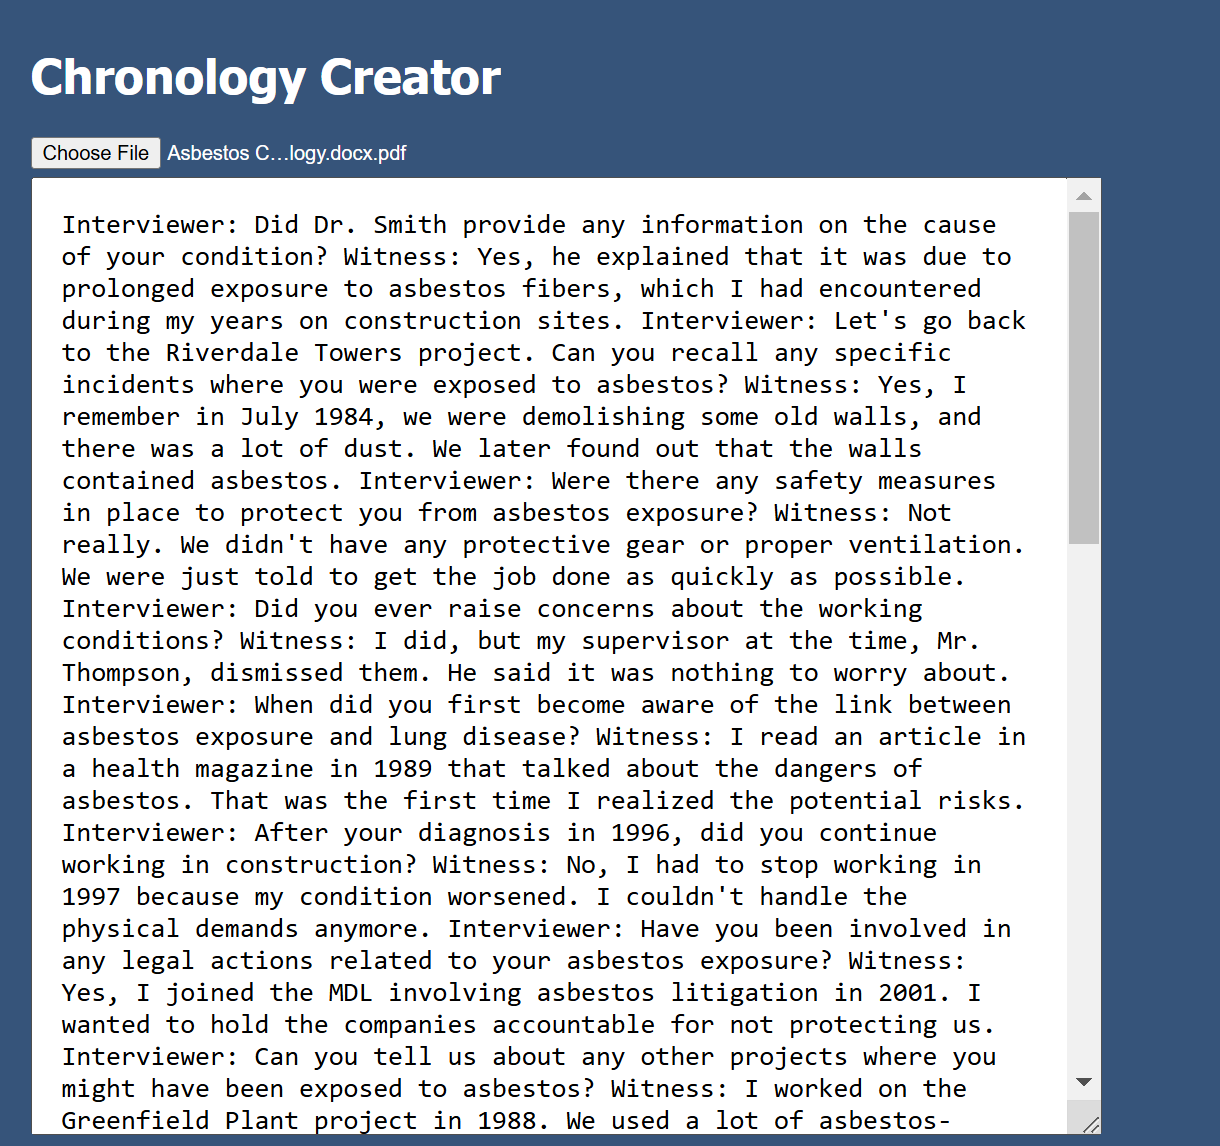 Chronology Creator
Choose File Asbestos C...logy.docx.pdf
Interviewer: Did Dr. Smith provide any information on the cause
of your condition? Witness: Yes, he explained that it was due to
prolonged exposure to asbestos fibers, which I had encountered
during my years on construction sites. Interviewer: Let's go back
to the Riverdale Towers project. Can you recall any specific
incidents where you were exposed to asbestos? Witness: Yes, I
remember in July 1984, we were demolishing some old walls, and
there was a lot of dust. We later found out that the walls
contained asbestos. Interviewer: Were there any safety measures
in place to protect you from asbestos exposure? Witness: Not
really. We didn't have any protective gear or proper ventilation.
We were just told to get the job done as quickly as possible.
Interviewer: Did you ever raise concerns about the working
conditions? Witness: I did, but my supervisor at the time, Mr.
Thompson, dismissed them. He said it was nothing to worry about.
Interviewer: When did you first become aware of the link between
asbestos exposure and lung disease? Witness: I read an article in
a health magazine in 1989 that talked about the dangers of
asbestos. That was the first time I realized the potential risks.
Interviewer: After your diagnosis in 1996, did you continue
working in construction? Witness: No, I had to stop working in
1997 because my condition worsened. I couldn't handle the
physical demands anymore. Interviewer: Have you been involved in
any legal actions related to your asbestos exposure? Witness:
Yes, I joined the MDL involving asbestos litigation in 2001. I
wanted to hold the companies accountable for not protecting us.
Interviewer: Can you tell us about any other projects where you
might have been exposed to asbestos? Witness: I worked on the
Greenfield Plant project in 1988. We used a lot of asbestos-